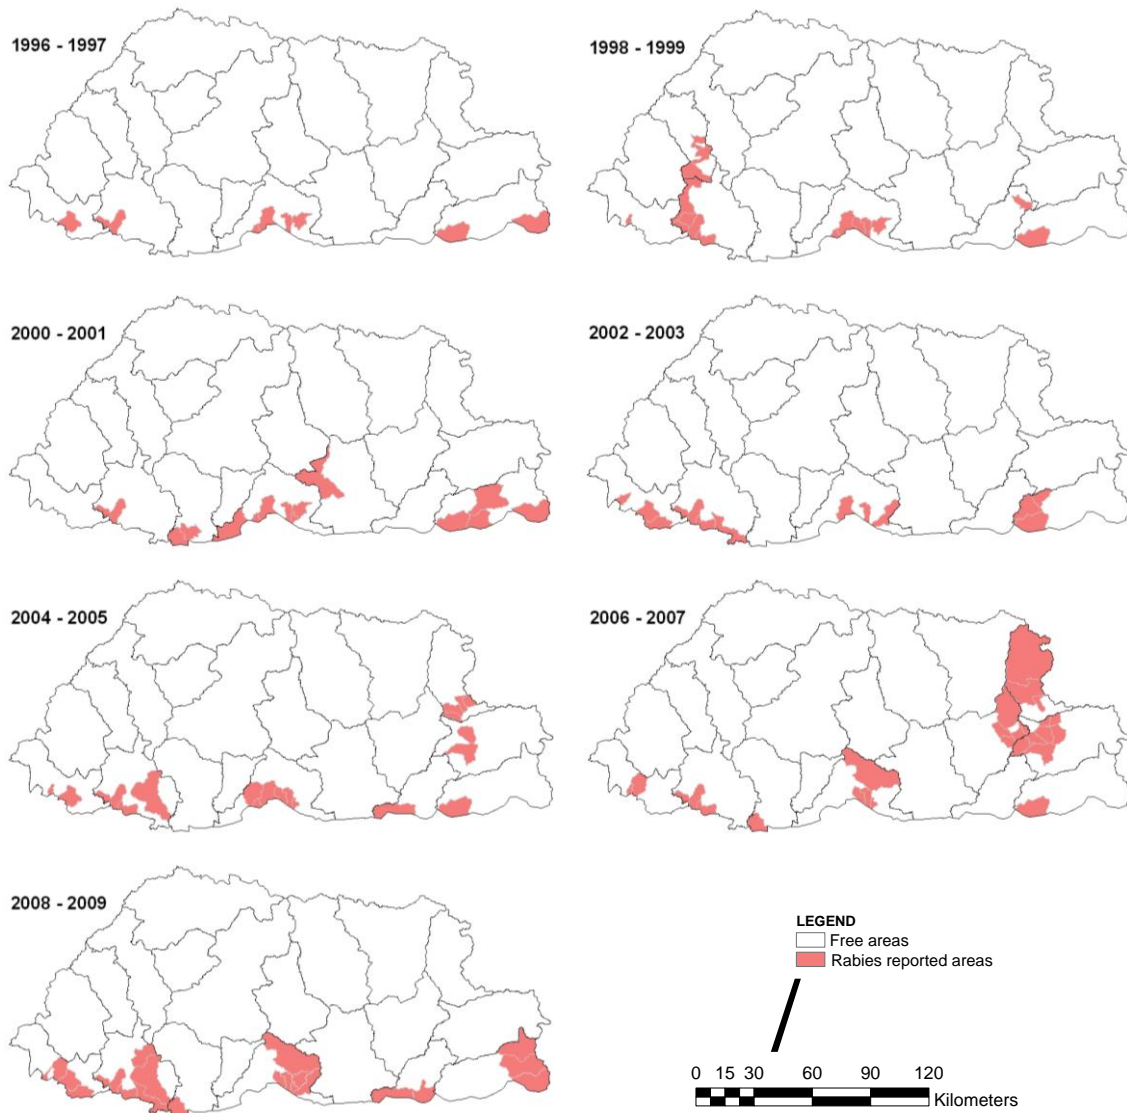 1996 - 1997
1998 - 1999
2000 - 2001
2002 - 2003
2004 - 2005
2006 - 2007
2008 - 2009
LEGEND
Free areas
Rabies reported areas
0 15 30 60 90 120
Kilometers